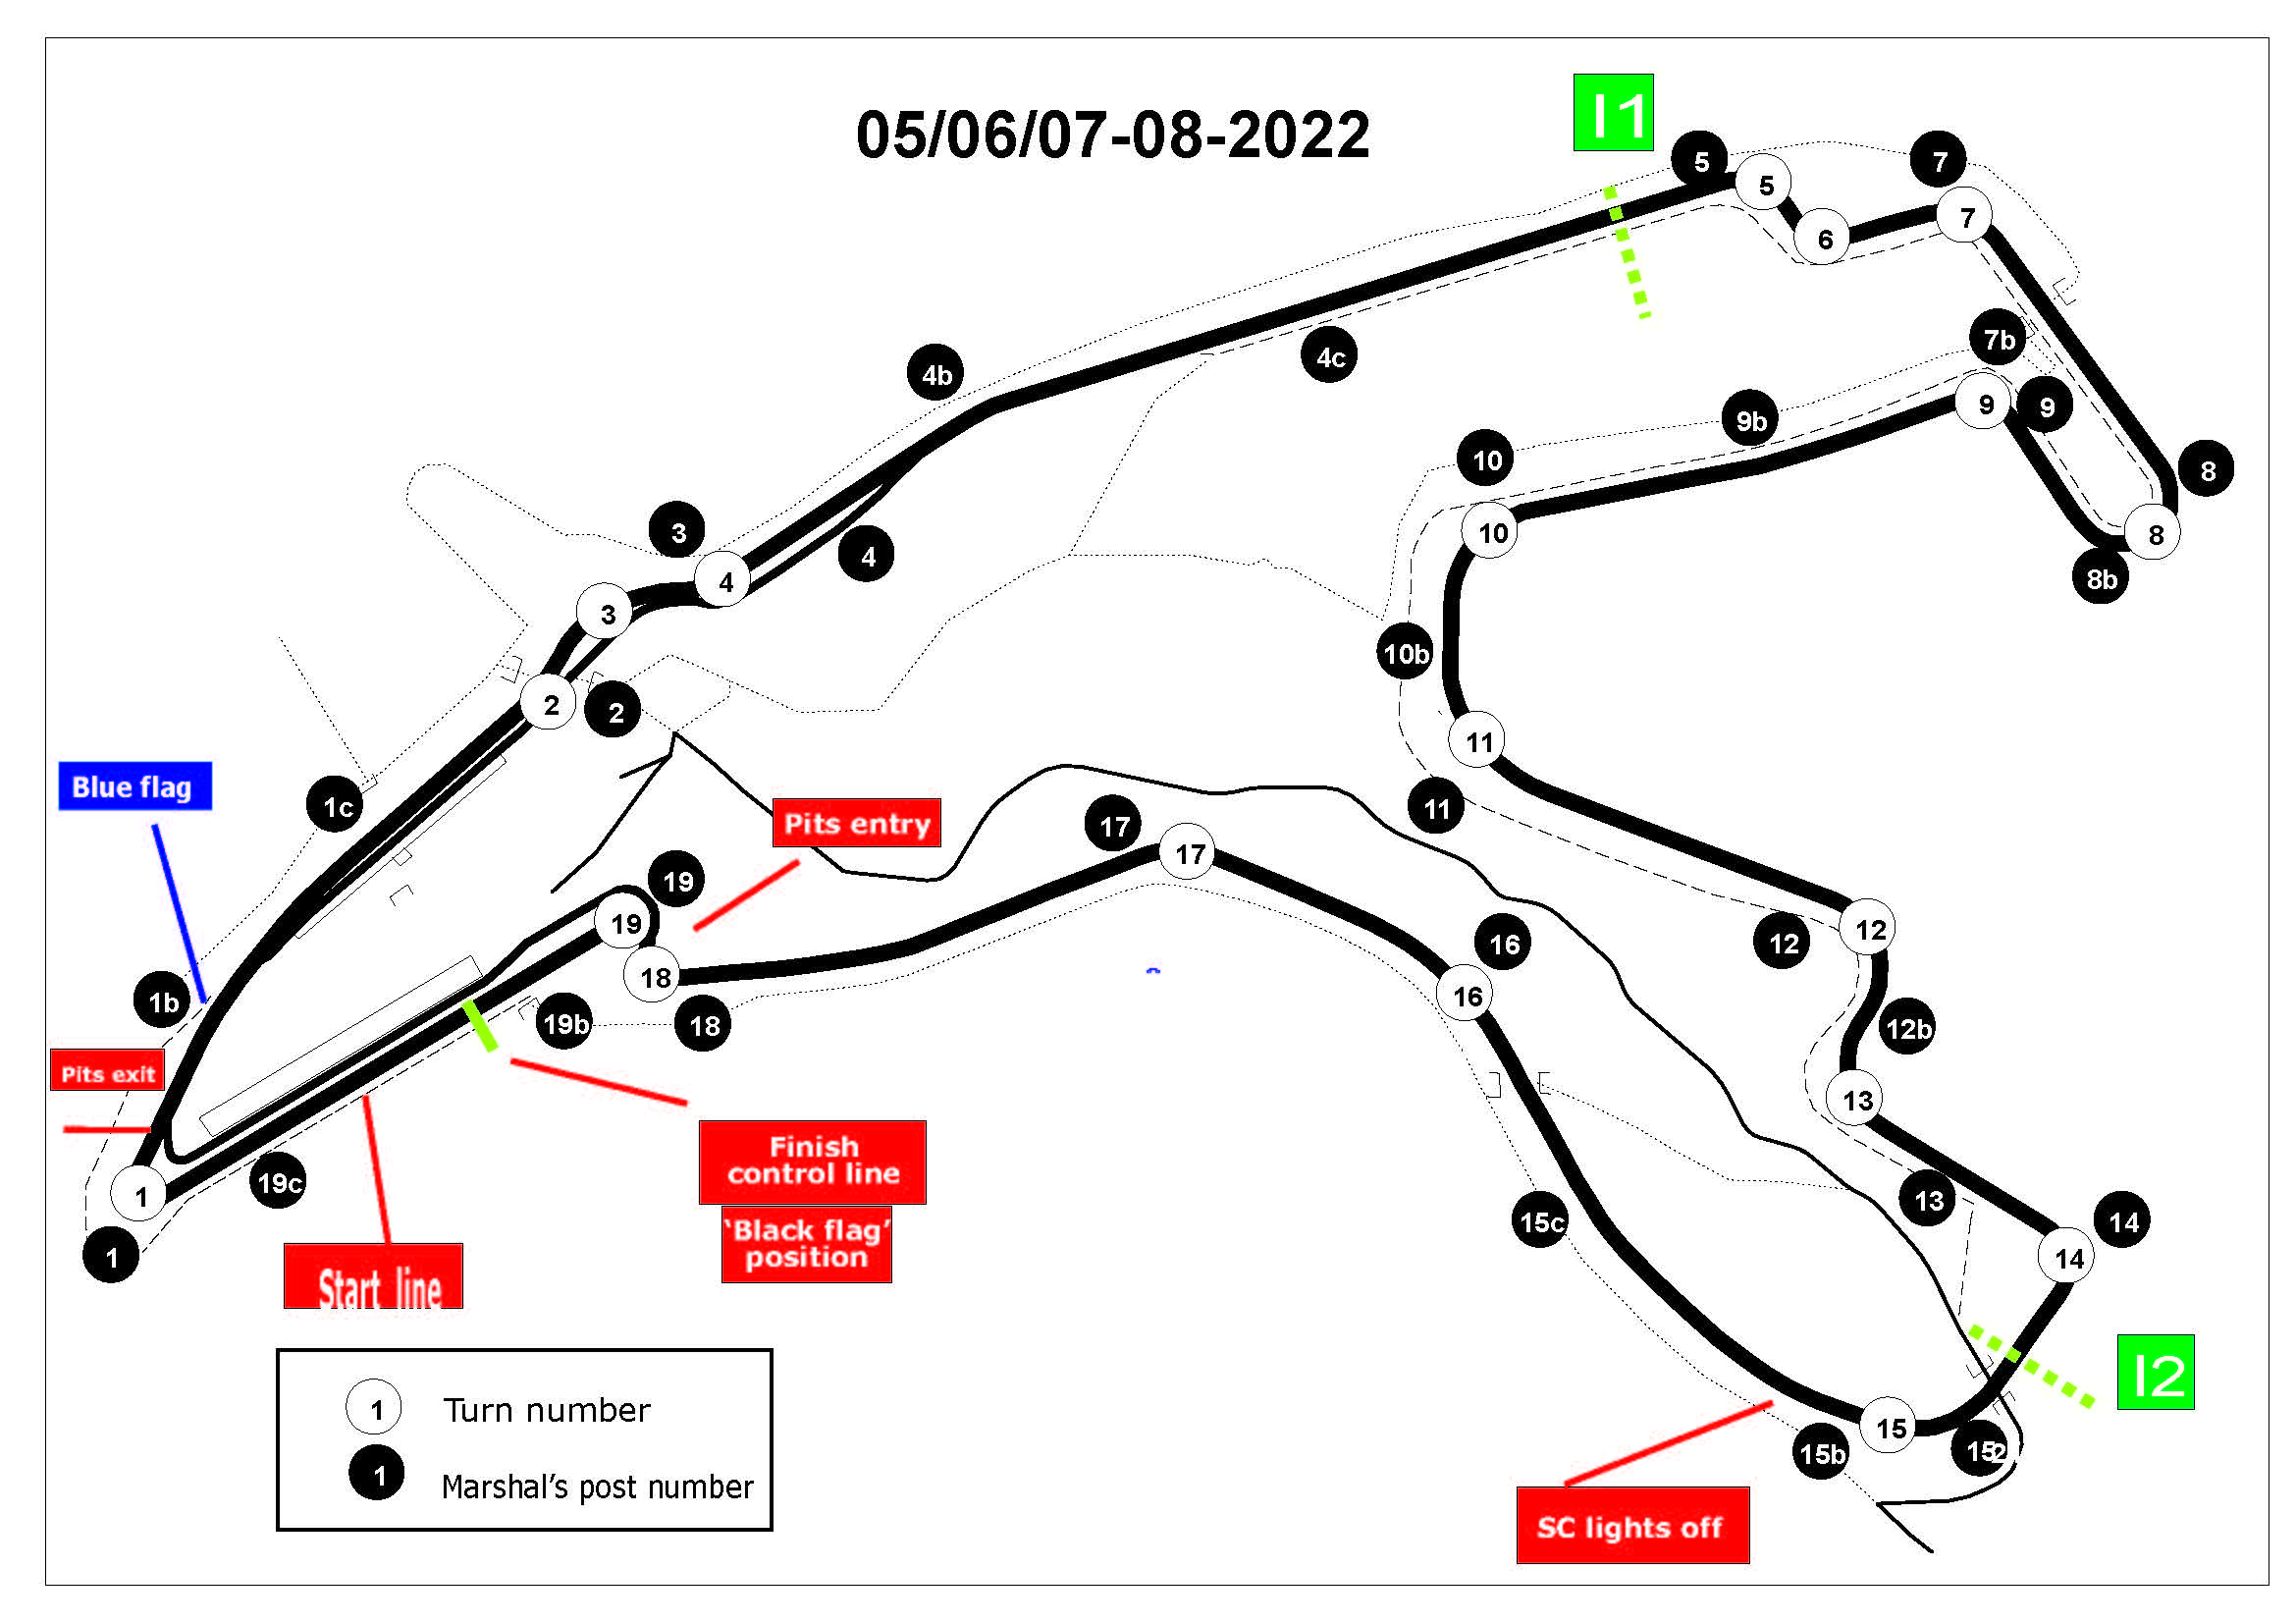 05/06/07-08-2022
I1
5
5
7
7
6
7b
4b
4c
9
9
9b
10
8
10
3
4
4
8
8b
3
10b
2
2
11
Blue flag
1c
11
Pits entry
17
17
19
19
12
12
16
18
16
1b
19b
18
12b
Pits exit
13
Finish
control line
19c
1
13
14
15c
'Black flag'
position
1
14
Start line
I2
1 Turn number
15
15b
15
1 Marshal's post number
SC lights off